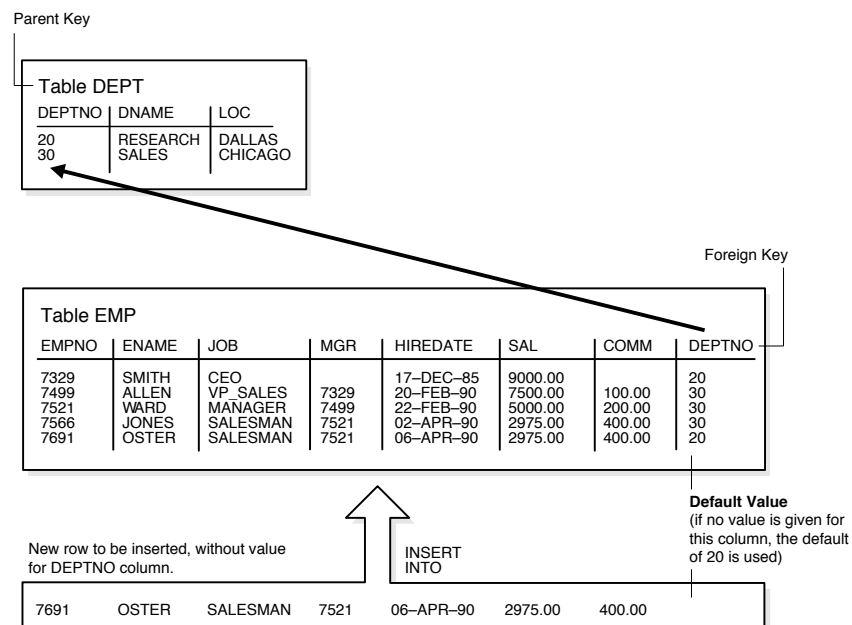 Parent Key
Table DEPT
DEPTNO DNAME LOC
20 RESEARCH DALLAS
30 SALES CHICAGO
Foreign Key
Table EMP
EMPNO ENAME JOB MGR HIREDATE SAL COMM DEPTNO
7329 SMITH CEO 17–DEC–85 9000.00 20
7499 ALLEN VP_SALES 7329 20–FEB–90 7500.00 100.00 30
7521 WARD MANAGER 7499 22–FEB–90 5000.00 200.00 30
7566 JONES SALESMAN 7521 02–APR–90 2975.00 400.00 30
7691 OSTER SALESMAN 7521 06–APR–90 2975.00 400.00 20
Default Value
(if no value is given for
this column, the default
of 20 is used)
New row to be inserted, without value
for DEPTNO column.
INSERT
INTO
7691 OSTER SALESMAN 7521 06–APR–90 2975.00 400.00